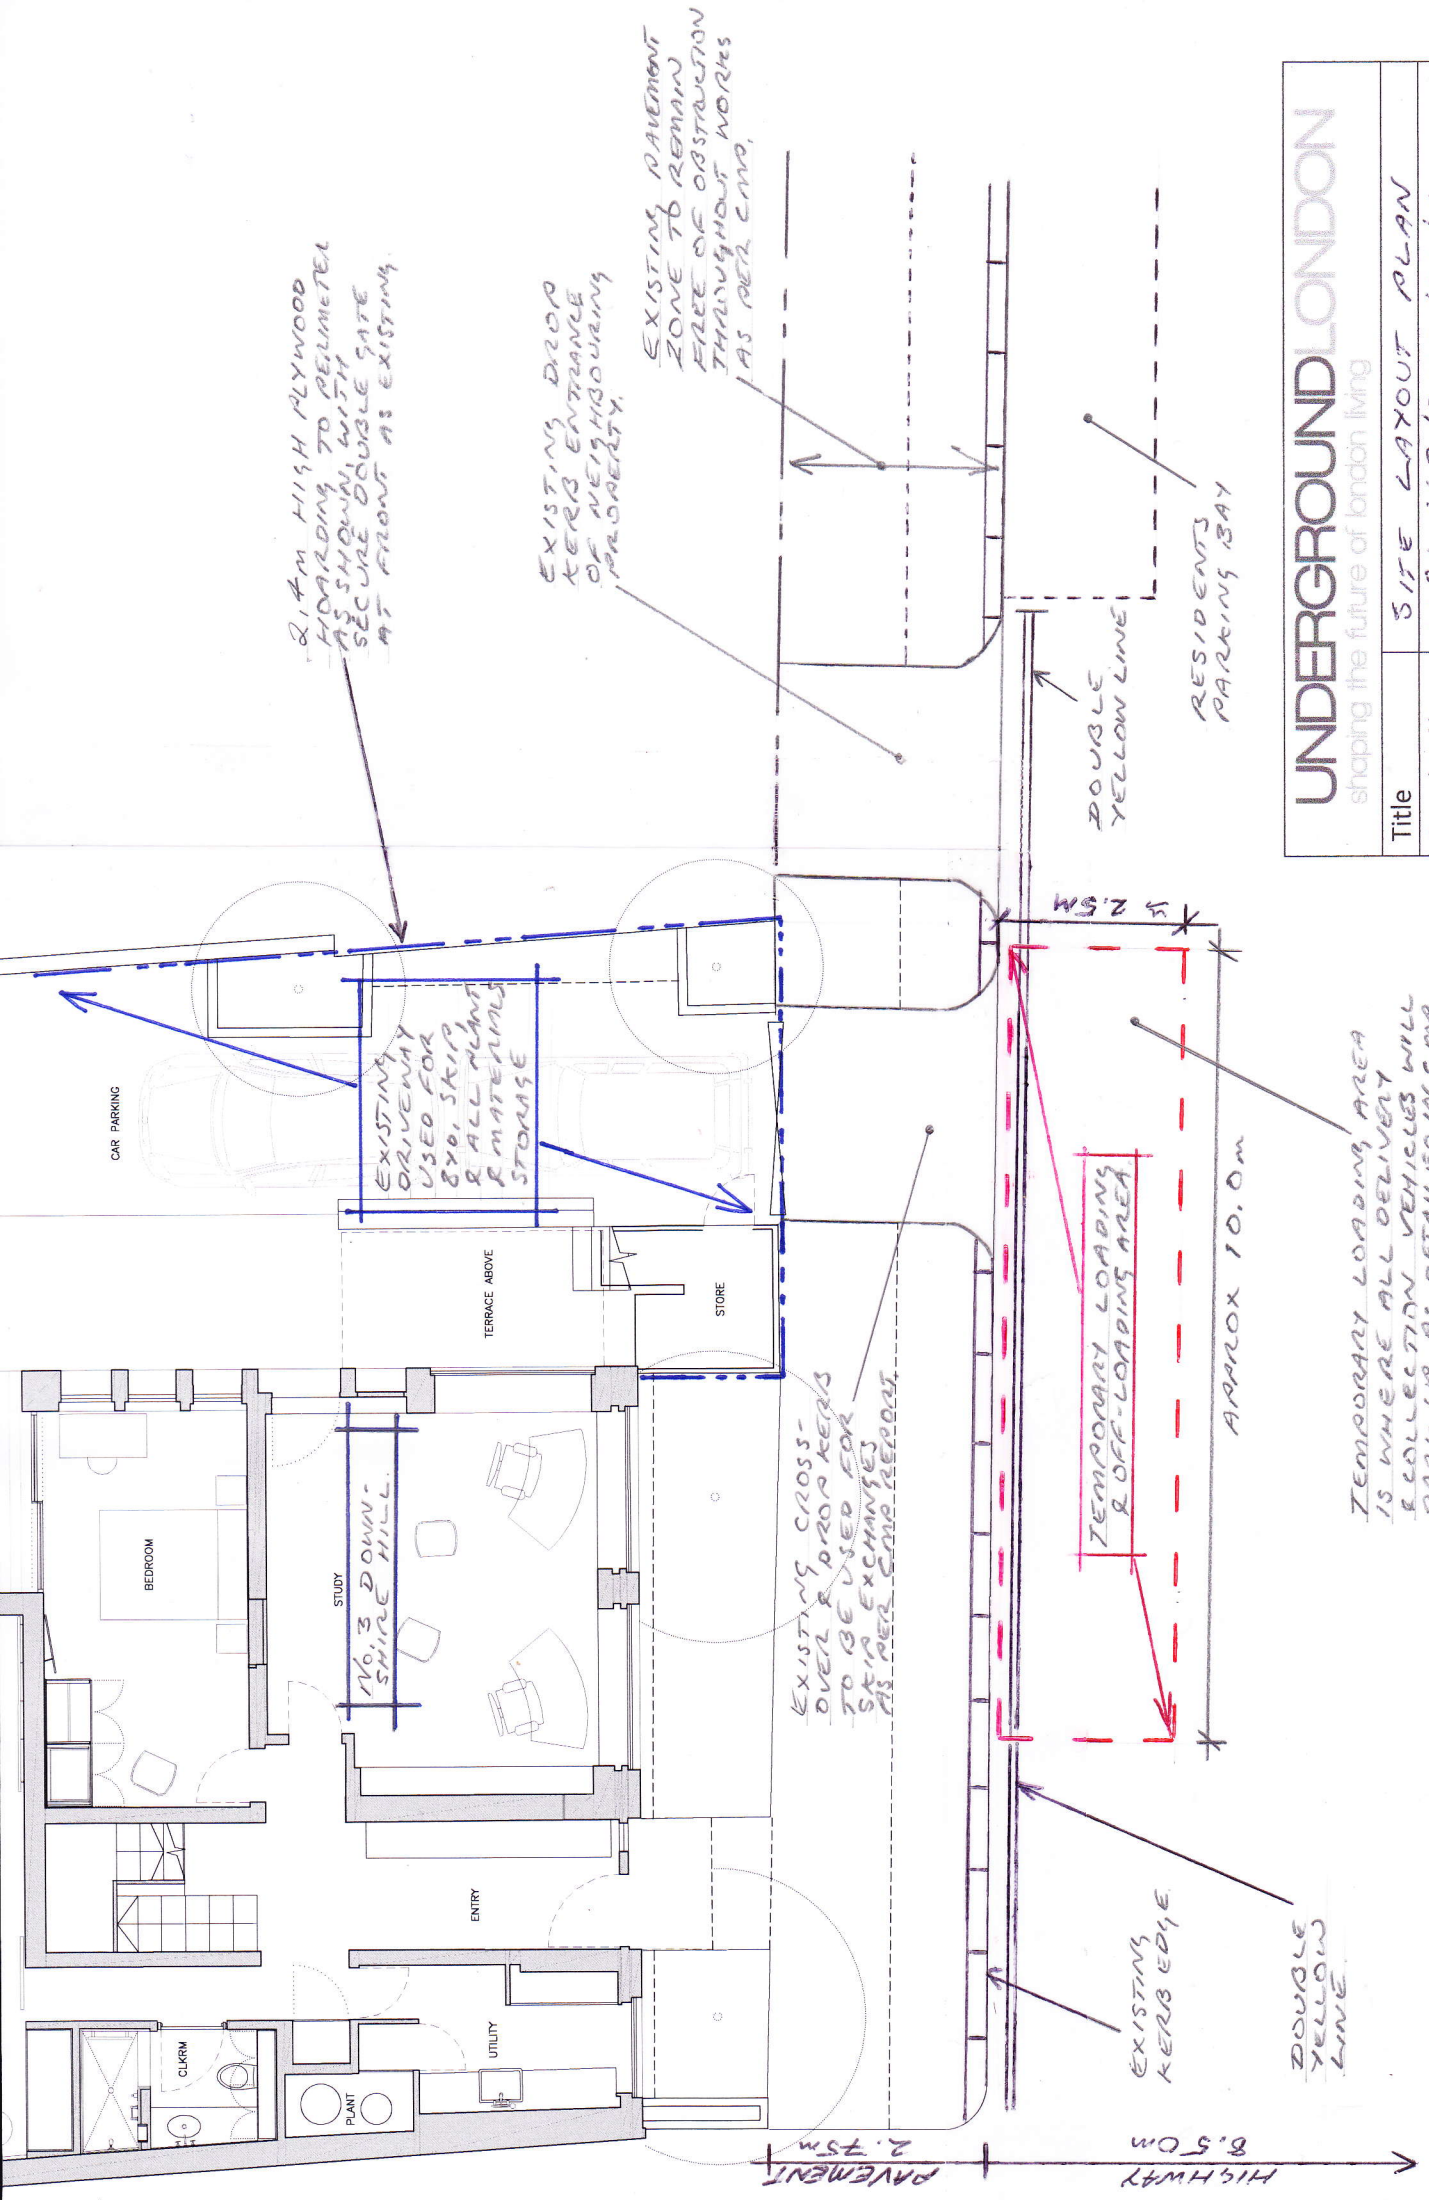 2.4m HIGH PLYWOOD
HOARDING TO PERIMETER
AS SHOWN, WITH
SECURE DOUBLE GATE
AT FRONT AS EXISTING.
EXISTING DROP
KERB ENTRANCE
OF NEIGHBOURING
PROPERTY.
EXISTING PAVEMENT
ZONE TO REMAIN
FREE OF OBSTRUCTION
THROUGHOUT WORKS
AS PER CMP.
CAR PARKING
EXISTING
DRIVEWAY
USED FOR
8YD. SKIP,
& ALL PLANT
& MATERIALS
STORAGE
TERRACE ABOVE
STORE
BEDROOM
STUDY
No. 3 DOWN-
SHIRE HILL.
ENTRY
CLKRM
PLANT
UTILITY
EXISTING CROSS-
OVER & DROP KERB
TO BE USED FOR
SKIP EXCHANGES
AS PER CMP REPORT
DOUBLE
YELLOW LINE
RESIDENTS
PARKING BAY
2.5M
TEMPORARY LOADING
& OFF-LOADING AREA
APPROX 10.0m
TEMPORARY LOADING AREA
IS WHERE ALL DELIVERY
& COLLECTION VEHICLES WILL
EXISTING
KERB EDGE
DOUBLE
YELLOW
LINE
PAVEMENT
2.75m
HIGHWAY
8.50m
UNDERGROUNDLONDON
shaping the future of london living
Title
SITE LAYOUT PLAN